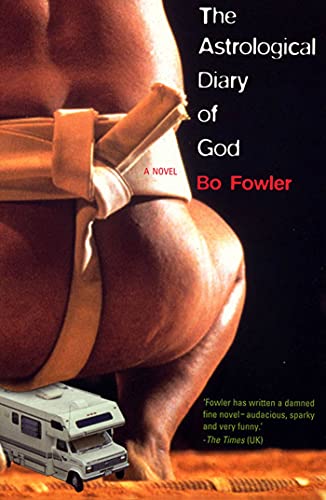 The
Astrological
Diary
of
God
A NOVEL
Bo Fowler
'Fowler has written a damned
fine novel–audacious, sparky
and very funny.'
-The Times (UK)